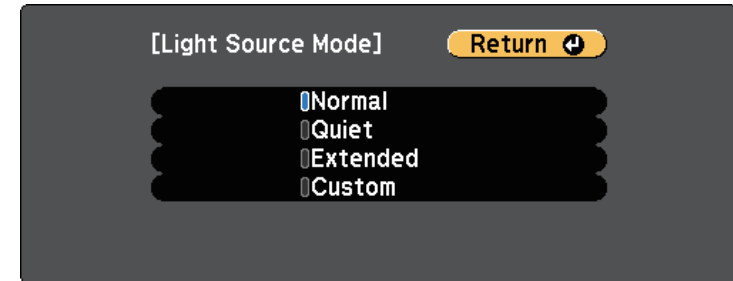 [Light Source Mode] Return
Normal
Quiet
Extended
Custom